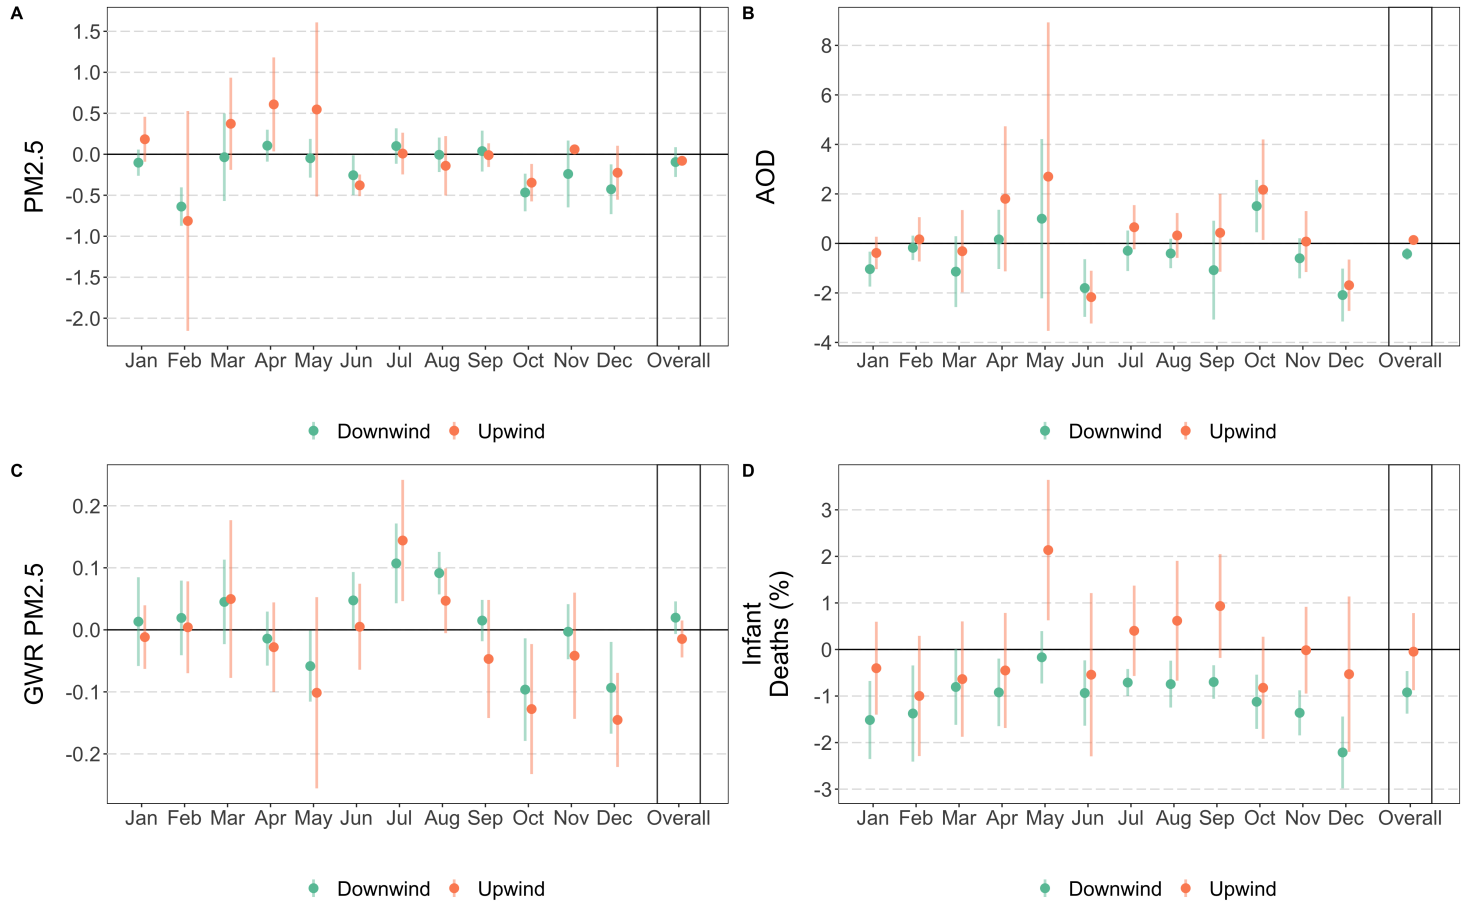 A
PM2.5
1.5
1.0
0.5
0.0
-0.5
-1.0
-1.5
-2.0
Jan Feb Mar Apr May Jun Jul Aug Sep Oct Nov Dec Overall
Downwind Upwind
B
AOD
8
6
4
2
0
-2
-4
Jan Feb Mar Apr May Jun Jul Aug Sep Oct Nov Dec Overall
Downwind Upwind
C
GWR PM2.5
0.2
0.1
0.0
-0.1
-0.2
Jan Feb Mar Apr May Jun Jul Aug Sep Oct Nov Dec Overall
Downwind Upwind
D
Infant
Deaths (%)
3
2
1
0
-1
-2
-3
Jan Feb Mar Apr May Jun Jul Aug Sep Oct Nov Dec Overall
Downwind Upwind